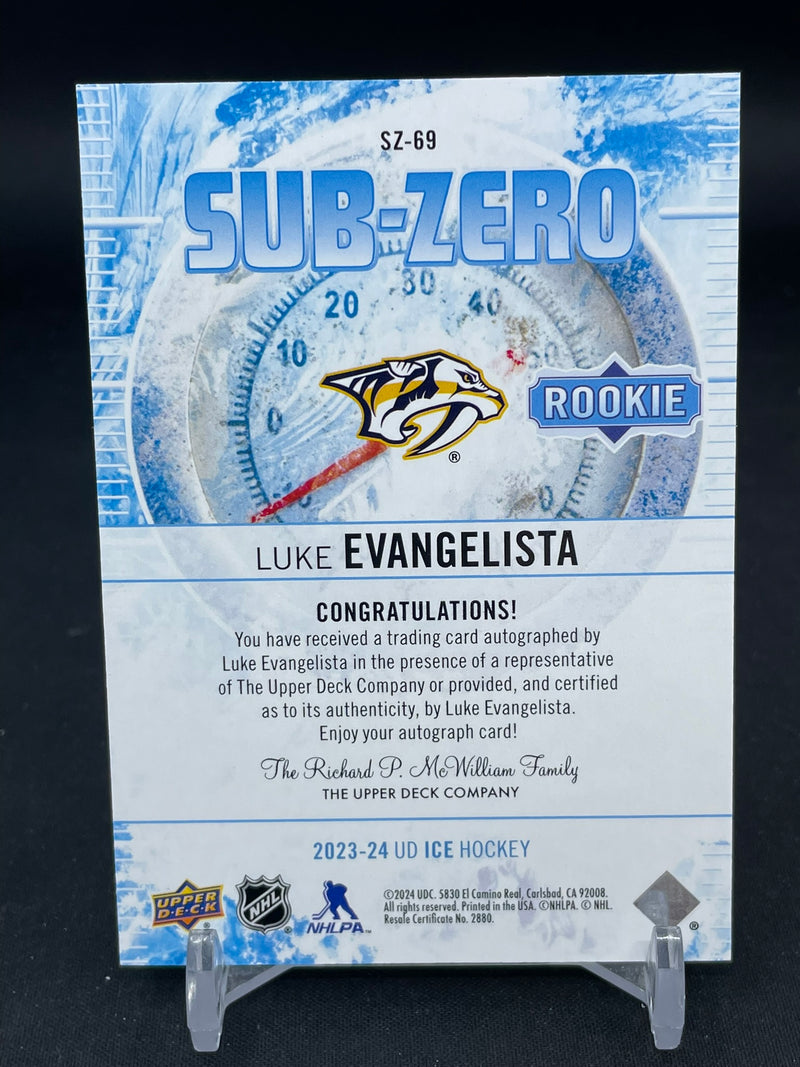 SZ-69
SUB-ZERO
20 30 40
10
0
ROOKIE
®
0
LUKE EVANGELISTA
CONGRATULATIONS!
You have received a trading card autographed by
Luke Evangelista in the presence of a representative
of The Upper Deck Company or provided, and certified
as to its authenticity, by Luke Evangelista.
Enjoy your autograph card!
The Richard P. McWilliam Family
THE UPPER DECK COMPANY
2023-24 UD ICE HOCKEY
UPPER DECK ®
NHL ®
NHLPA ™
©2024 UDC. 5830 El Camino Real, Carlsbad, CA 92008.
All rights reserved. Printed in the USA. ©NHLPA. © NHL.
Resale Certificate No. 2880.
®